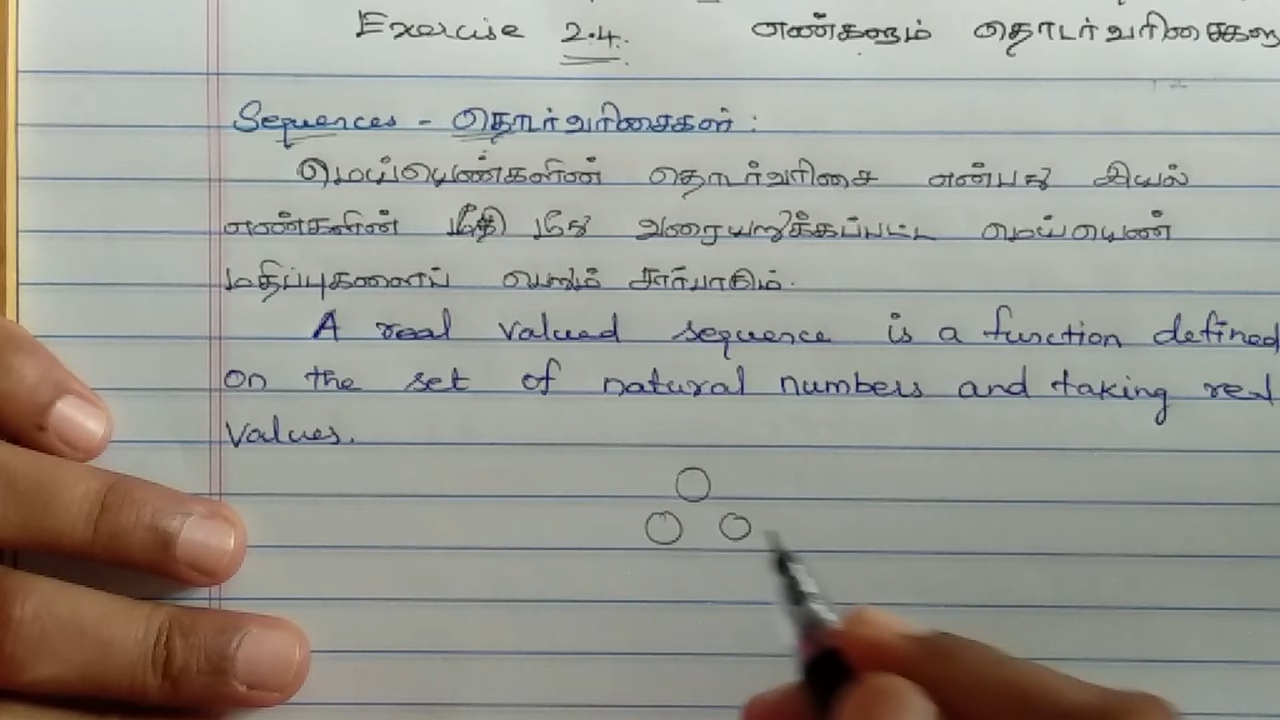 Exercise 2.4. எண்களும் தொடர்வரிசைகளு
Sequences - தொடர்வரிசைகள் :
மெய்யெண்களின் தொடர்வரிசை என்பது இயல்
எண்களின் மீது வரையறுக்கப்பட்ட மெய்யெண்
மதிப்புகளைப் பெறும் சார்பாகும்.
A real valued sequence is a function defined
on the set of natural numbers and taking real
values.